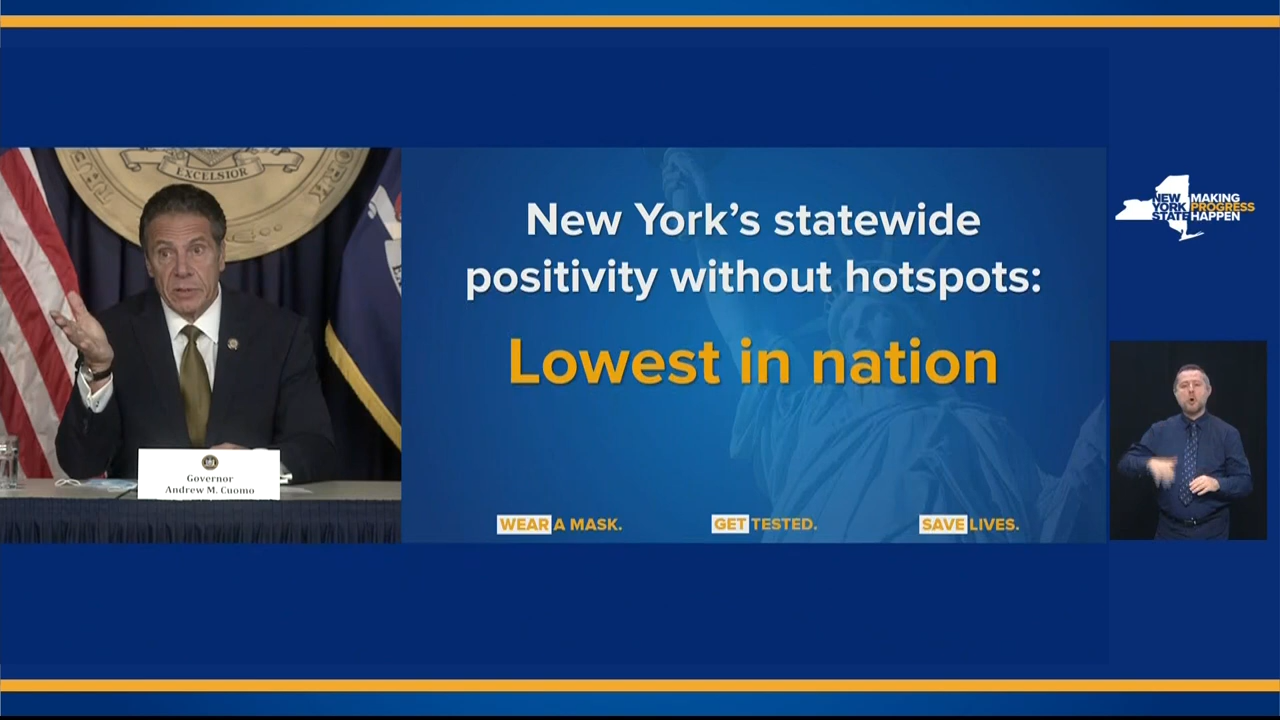 EXCELSIOR
Governor
Andrew M. Cuomo
New York's statewide
positivity without hotspots:
Lowest in nation
WEAR A MASK.
GET TESTED.
SAVE LIVES.
NEW
YORK
STATE
MAKING
PROGRESS
HAPPEN